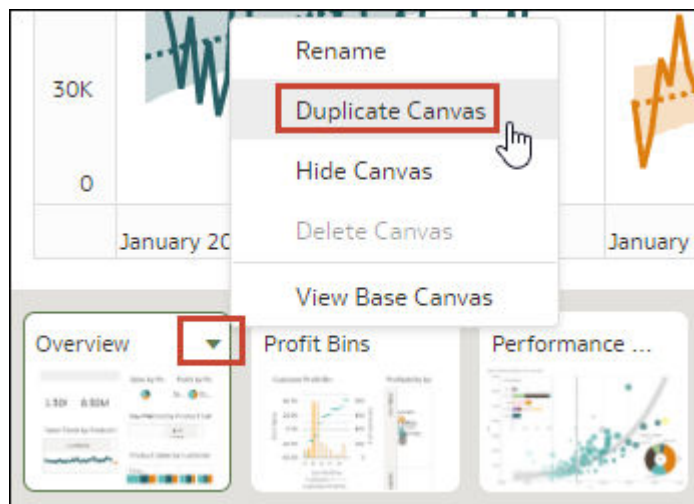 Rename
30K
Duplicate Canvas
Hide Canvas
0
January 20
Delete Canvas
January
View Base Canvas
Overview
Profit Bins
Performance ...